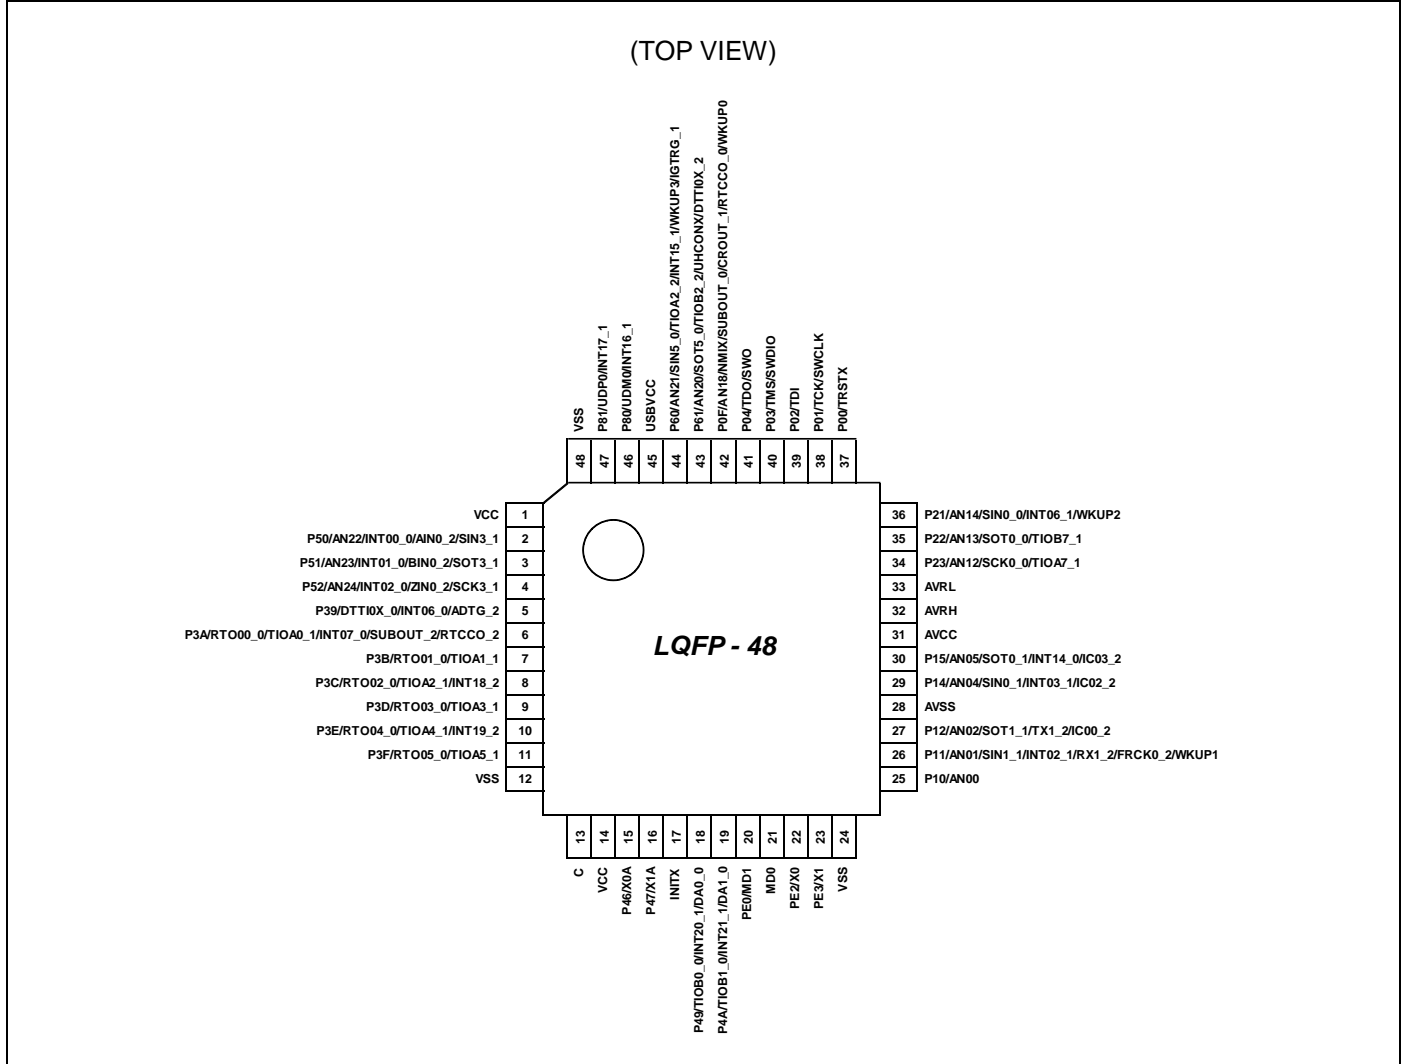 (TOP VIEW)
VSS
P81/UDP0/INT17_1
P80/UDM0/INT16_1
USBVCC
P60/AN21/SIN5_0/TIOA2_2/INT15_1/WKUP3/IGTRG_1
P61/AN20/SOT5_0/TIOB2_2/UHCONX/DTTI0X_2
P0F/AN18/NMIX/SUBOUT_0/CROUT_1/RTCCO_0/WKUP0
P04/TDO/SWO
P03/TMS/SWDIO
P02/TDI
P01/TCK/SWCLK
P00/TRSTX
48
47
46
45
44
43
42
41
40
39
38
37
VCC 1
P50/AN22/INT00_0/AIN0_2/SIN3_1 2
P51/AN23/INT01_0/BIN0_2/SOT3_1 3
P52/AN24/INT02_0/ZIN0_2/SCK3_1 4
P39/DTTI0X_0/INT06_0/ADTG_2 5
P3A/RTO00_0/TIOA0_1/INT07_0/SUBOUT_2/RTCCO_2 6
P3B/RTO01_0/TIOA1_1 7
P3C/RTO02_0/TIOA2_1/INT18_2 8
P3D/RTO03_0/TIOA3_1 9
P3E/RTO04_0/TIOA4_1/INT19_2 10
P3F/RTO05_0/TIOA5_1 11
VSS 12
LQFP - 48
36 P21/AN14/SIN0_0/INT06_1/WKUP2
35 P22/AN13/SOT0_0/TIOB7_1
34 P23/AN12/SCK0_0/TIOA7_1
33 AVRL
32 AVRH
31 AVCC
30 P15/AN05/SOT0_1/INT14_0/IC03_2
29 P14/AN04/SIN0_1/INT03_1/IC02_2
28 AVSS
27 P12/AN02/SOT1_1/TX1_2/IC00_2
26 P11/AN01/SIN1_1/INT02_1/RX1_2/FRCK0_2/WKUP1
25 P10/AN00
13
14
15
16
17
18
19
20
21
22
23
24
C
VCC
P46/X0A
P47/X1A
INITX
P49/TIOB0_0/INT20_1/DA0_0
P4A/TIOB1_0/INT21_1/DA1_0
PE0/MD1
MD0
PE2/X0
PE3/X1
VSS